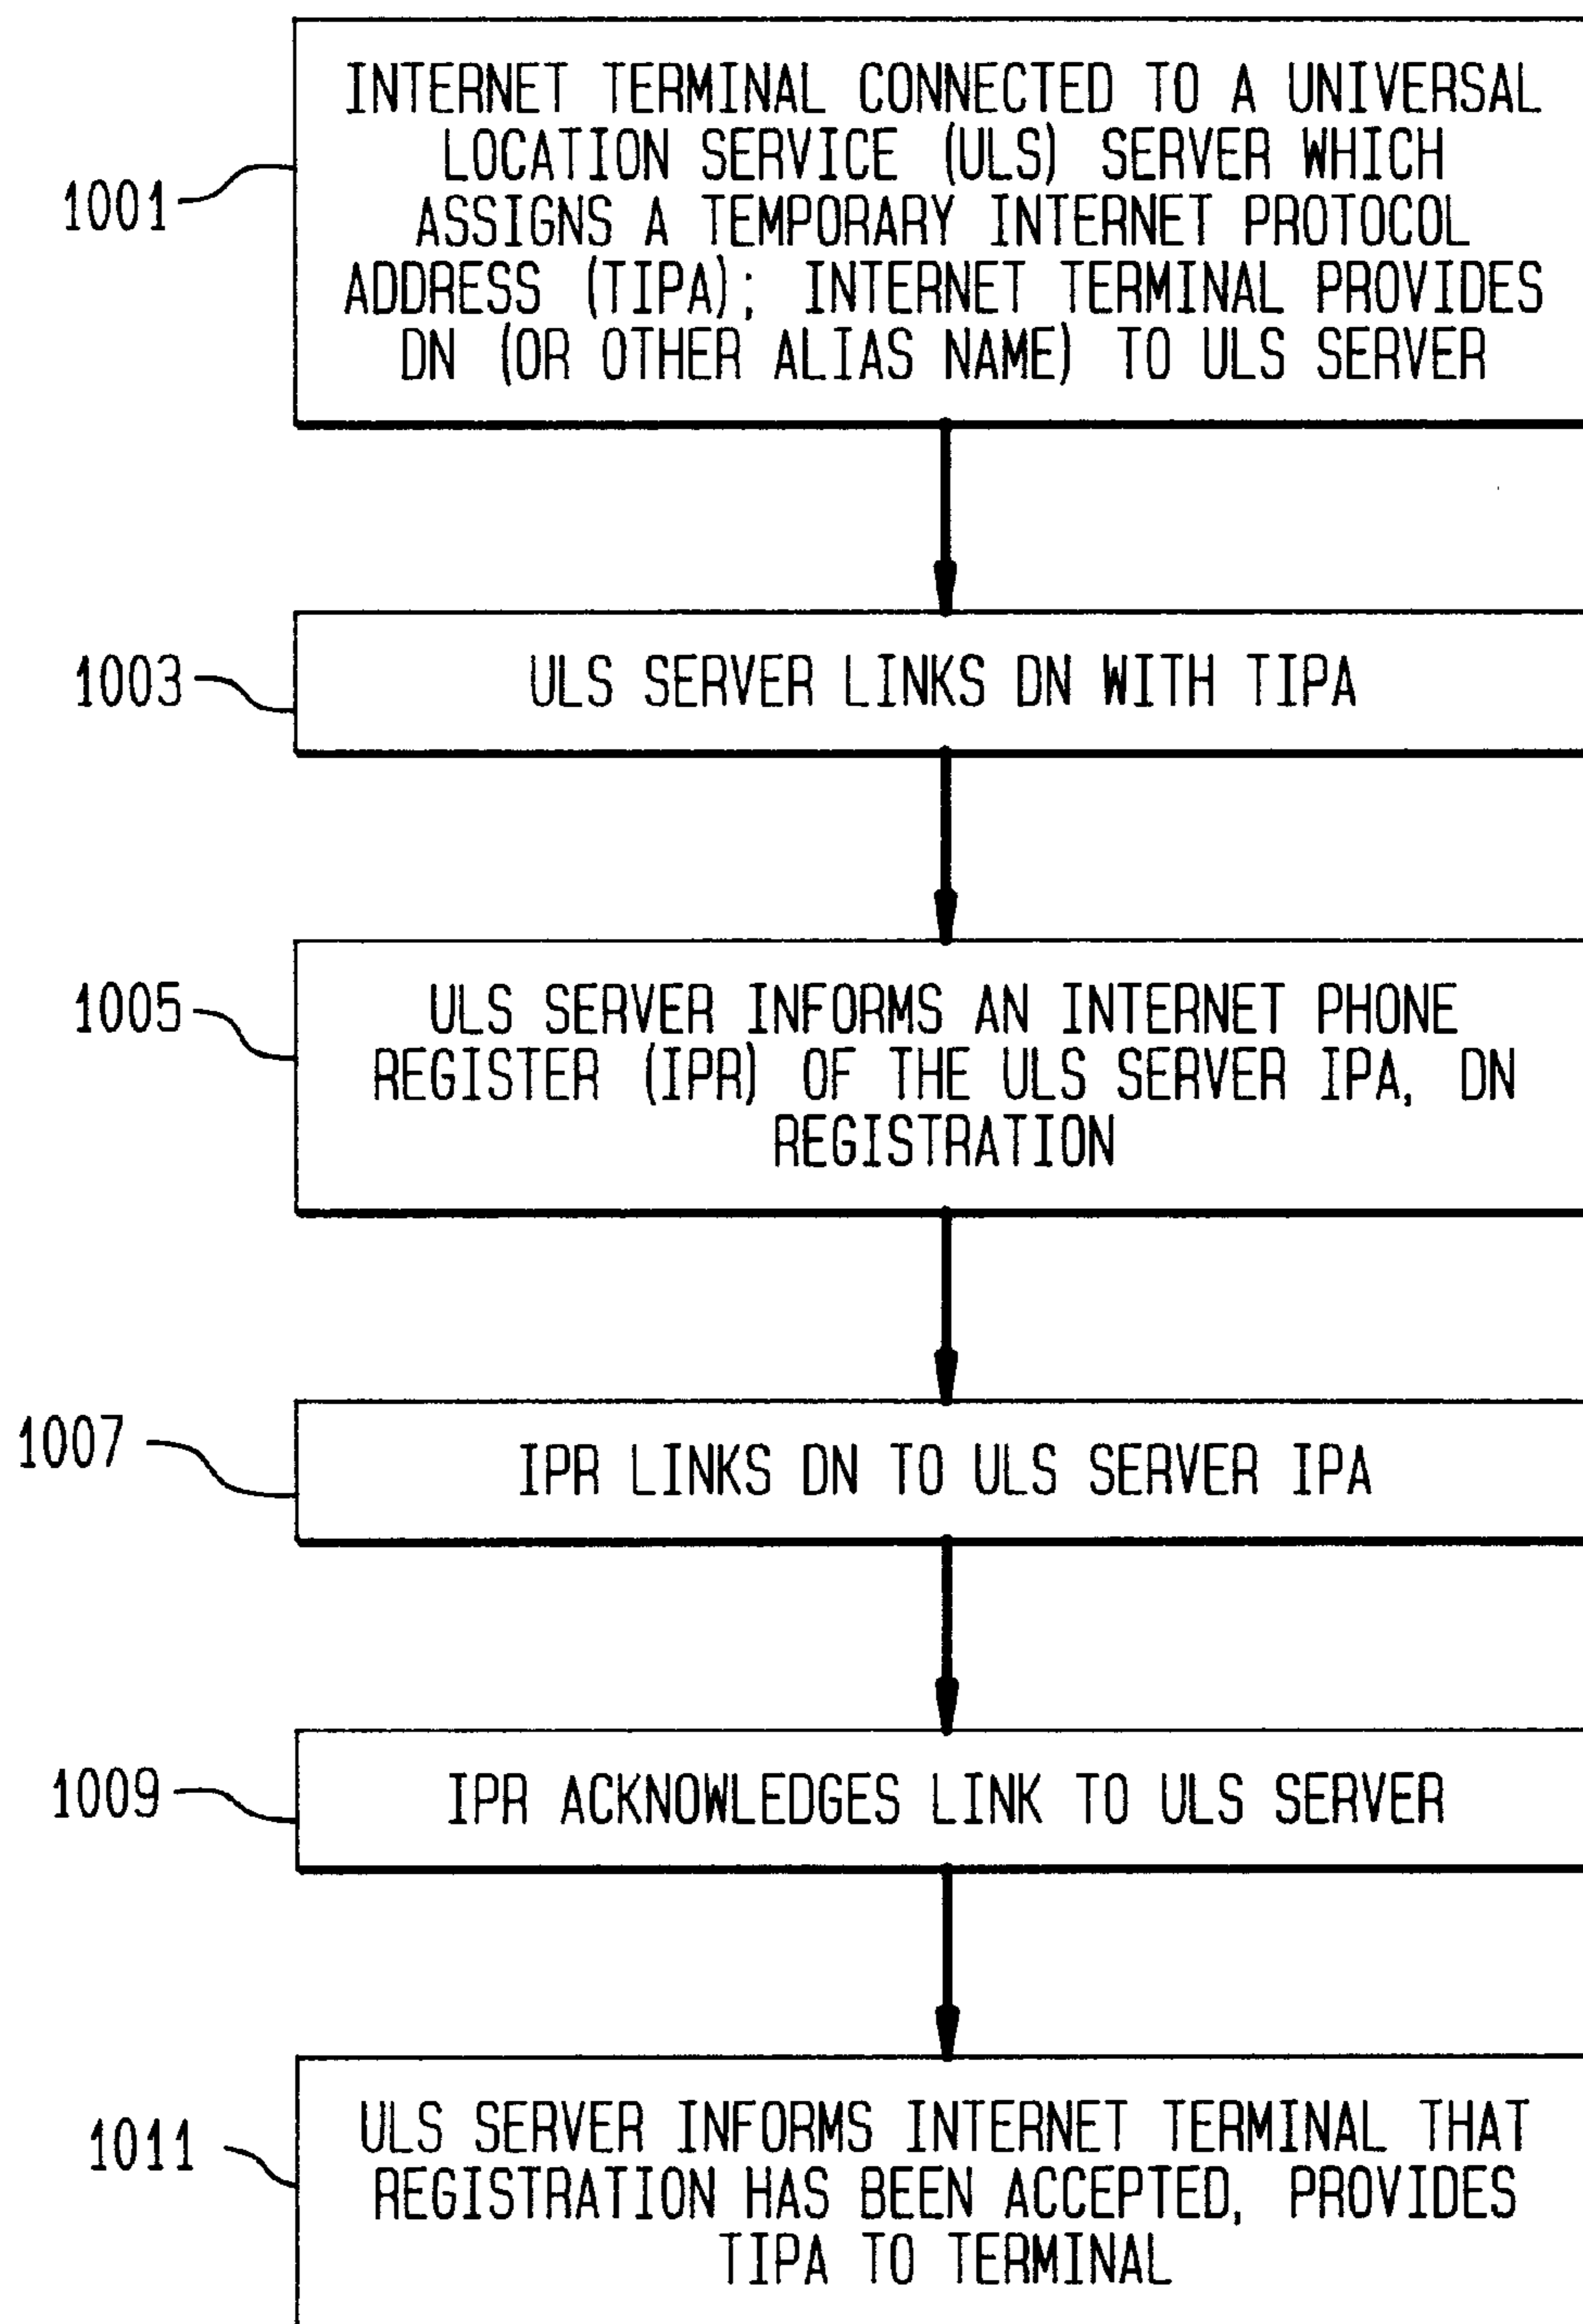 1001
INTERNET TERMINAL CONNECTED TO A UNIVERSAL
LOCATION SERVICE (ULS) SERVER WHICH
ASSIGNS A TEMPORARY INTERNET PROTOCOL
ADDRESS (TIPA); INTERNET TERMINAL PROVIDES
DN (OR OTHER ALIAS NAME) TO ULS SERVER
1003
ULS SERVER LINKS DN WITH TIPA
1005
ULS SERVER INFORMS AN INTERNET PHONE
REGISTER (IPR) OF THE ULS SERVER IPA, DN
REGISTRATION
1007
IPR LINKS DN TO ULS SERVER IPA
1009
IPR ACKNOWLEDGES LINK TO ULS SERVER
1011
ULS SERVER INFORMS INTERNET TERMINAL THAT
REGISTRATION HAS BEEN ACCEPTED, PROVIDES
TIPA TO TERMINAL